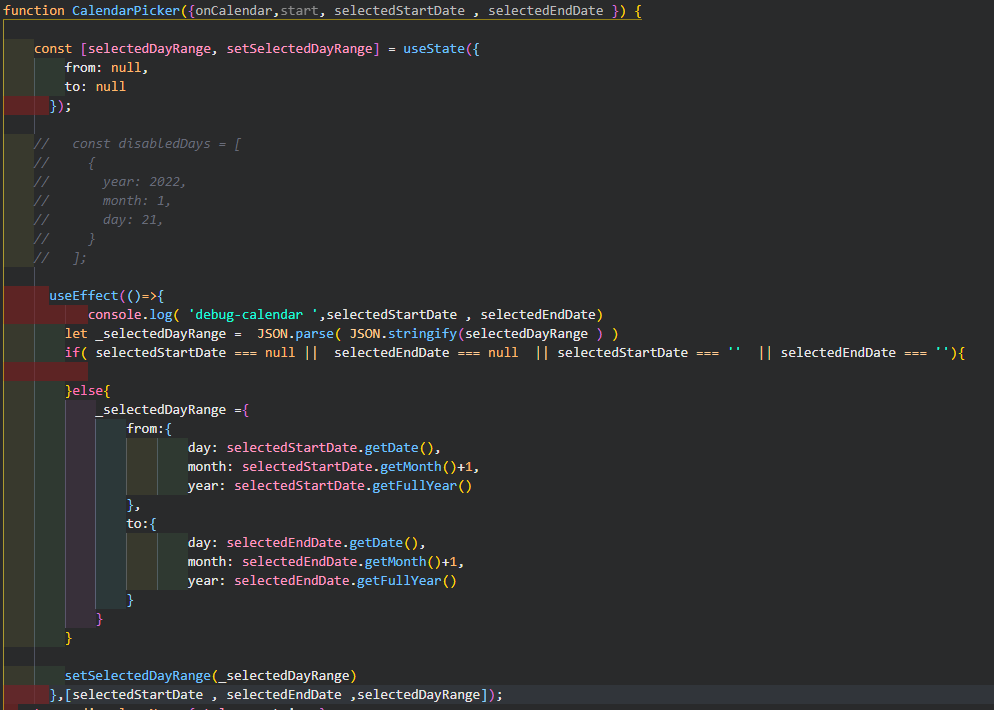 function CalendarPicker({onCalendar,start, selectedStartDate , selectedEndDate }) {
const [selectedDayRange, setSelectedDayRange] = useState({
from: null,
to: null
});
//   const disabledDays = [
//     {
//       year: 2022,
//       month: 1,
//       day: 21,
//     }
//   ];
useEffect(()=>{
console.log( 'debug-calendar ',selectedStartDate , selectedEndDate)
let _selectedDayRange =  JSON.parse( JSON.stringify(selectedDayRange ) )
if( selectedStartDate === null ||  selectedEndDate === null  || selectedStartDate === ''  || selectedEndDate === ''){
}else{
_selectedDayRange ={
from:{
day: selectedStartDate.getDate(),
month: selectedStartDate.getMonth()+1,
year: selectedStartDate.getFullYear()
},
to:{
day: selectedEndDate.getDate(),
month: selectedEndDate.getMonth()+1,
year: selectedEndDate.getFullYear()
}
}
}
setSelectedDayRange(_selectedDayRange)
},[selectedStartDate , selectedEndDate ,selectedDayRange]);